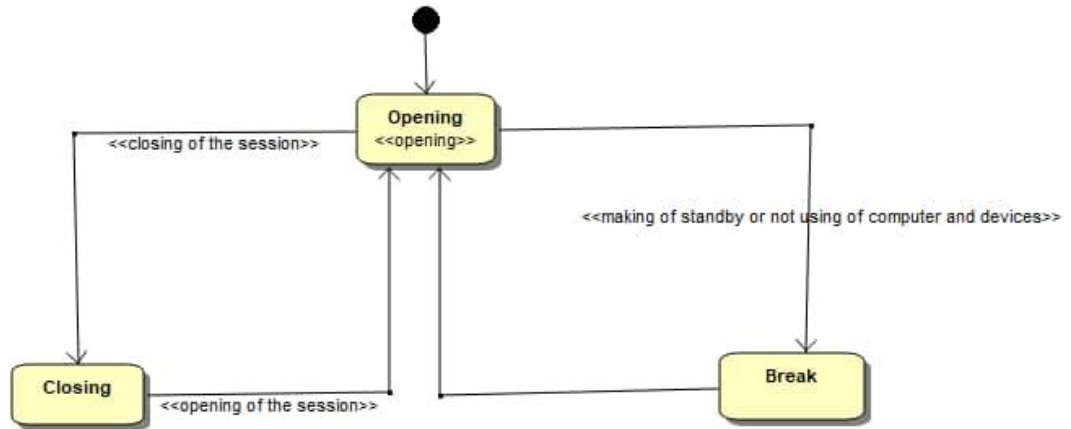 Opening
<<opening>>
<<closing of the session>>
<<making of standby or not using of computer and devices>>
Closing
Break
<<opening of the session>>